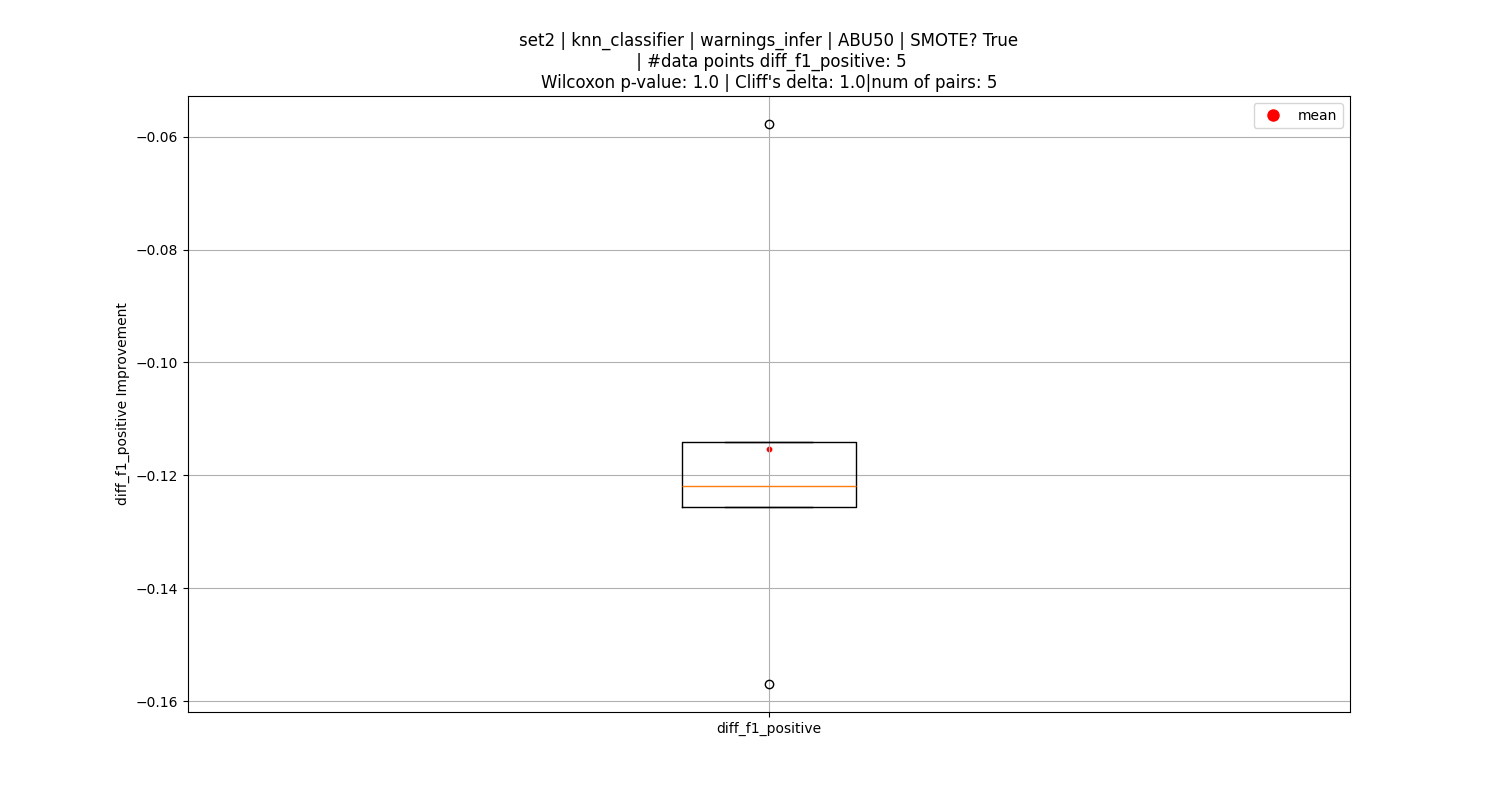 set2 | knn_classifier | warnings_infer | ABU50 | SMOTE? True
| #data points diff_f1_positive: 5
Wilcoxon p-value: 1.0 | Cliff's delta: 1.0|num of pairs: 5
mean
−0.06
−0.08
−0.10
−0.12
−0.14
−0.16
diff_f1_positive Improvement
diff_f1_positive